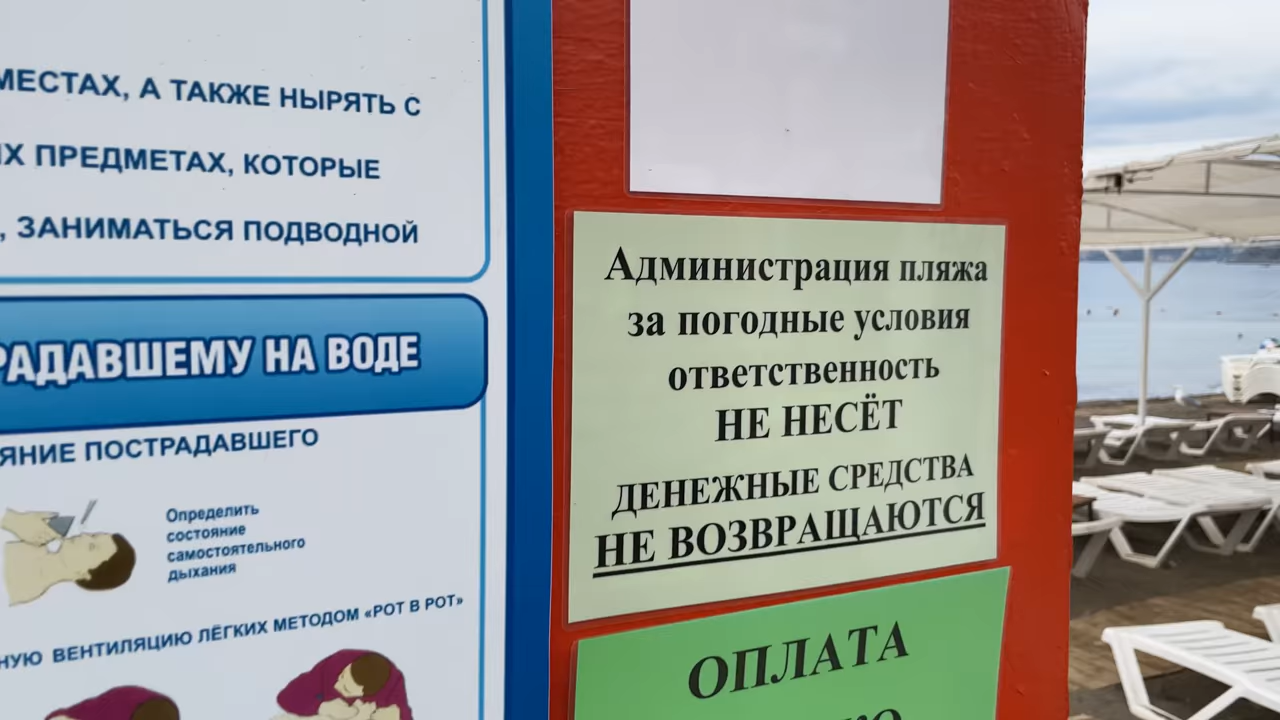 МЕСТАХ, А ТАКЖЕ НЫРЯТЬ С
ПРЕДМЕТАХ, КОТОРЫЕ
, ЗАНИМАТЬСЯ ПОДВОДНОЙ
РАДАВШЕМУ НА ВОДЕ
ЯНИЕ ПОСТРАДАВШЕГО
Определить
состояние
самостоятельного
дыхания
НУЮ ВЕНТИЛЯЦИЮ ЛЁГКИХ МЕТОДОМ «РОТ В РОТ»
Администрация пляжа
за погодные условия
ответственность
НЕ НЕСЁТ
ДЕНЕЖНЫЕ СРЕДСТВА
НЕ ВОЗВРАЩАЮТСЯ
ОПЛАТА